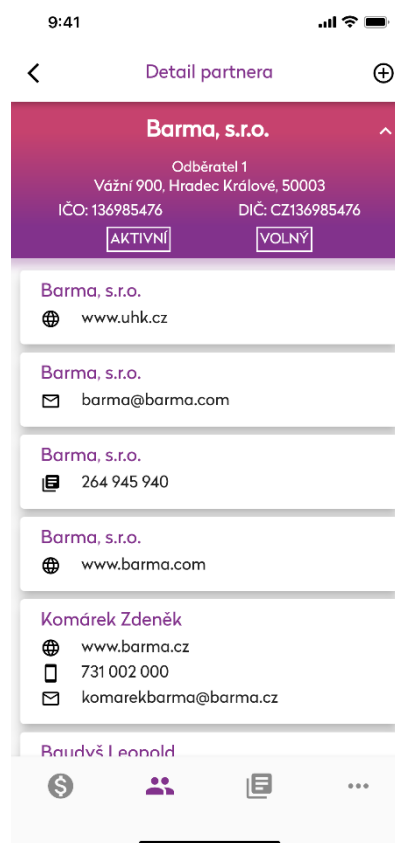 9:41
Detail partnera
Barma, s.r.o.
Odběratel 1
Vážní 900, Hradec Králové, 50003
IČO: 136985476 DIČ: CZ136985476
AKTIVNÍ VOLNÝ
Barma, s.r.o.
www.uhk.cz
Barma, s.r.o.
barma@barma.com
Barma, s.r.o.
264 945 940
Barma, s.r.o.
www.barma.com
Komárek Zdeněk
www.barma.cz
731 002 000
komarekbarma@barma.cz
Baudyš Leopold